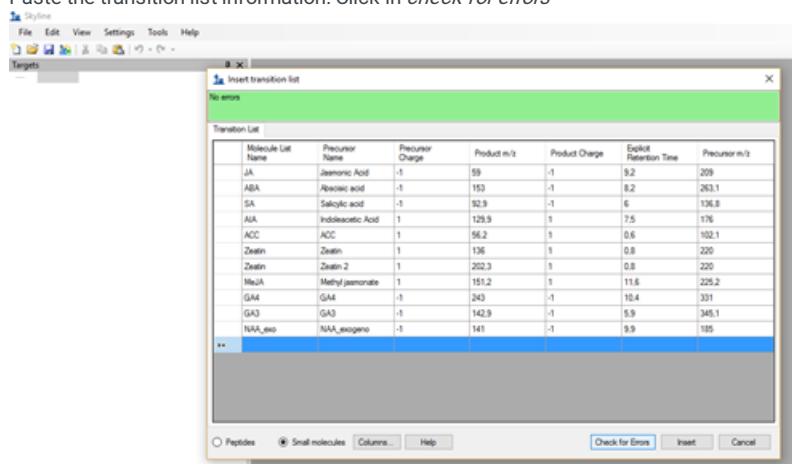 Paste the transition list information. Click in check for errors
Skyline
File Edit View Settings Tools Help
Targets
Insert transition list
No errors
Transition List
Molecule List Name Precursor Name Precursor Charge Product m/z Product Charge Explicit Retention Time Precursor m/z
JA Jasmonic Acid -1 59 -1 9,2 209
ABA Abscisic acid -1 153 -1 8,2 263,1
SA Salicylic acid -1 92,9 -1 6 136,8
AIA Indoleacetic Acid 1 129,9 1 7,5 176
ACC ACC 1 56,2 1 0,6 102,1
Zeatin Zeatin 1 136 1 0,8 220
Zeatin Zeatin 2 1 202,3 1 0,8 220
MeJA Methyl jasmonate 1 151,2 1 11,6 225,2
GA4 GA4 -1 243 -1 10,4 331
GA3 GA3 -1 142,9 -1 5,9 345,1
NAA_exo NAA_exogeno -1 141 -1 9,9 185
Peptides Small molecules Columns... Help Check for Errors Insert Cancel